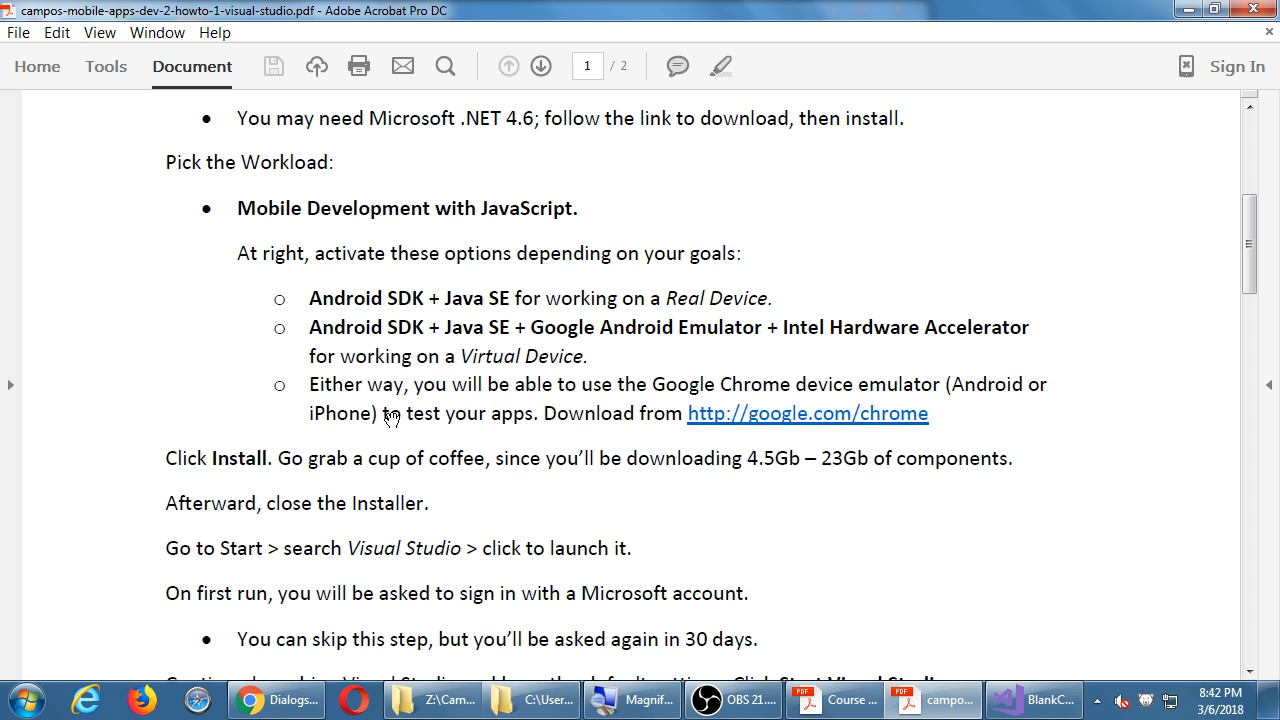 campos-mobile-apps-dev-2-howto-1-visual-studio.pdf - Adobe Acrobat Pro DC
File Edit View Window Help
Home Tools Document 1 / 2 Sign In
• You may need Microsoft .NET 4.6; follow the link to download, then install.
Pick the Workload:
• Mobile Development with JavaScript.
At right, activate these options depending on your goals:
o Android SDK + Java SE for working on a Real Device.
o Android SDK + Java SE + Google Android Emulator + Intel Hardware Accelerator
for working on a Virtual Device.
o Either way, you will be able to use the Google Chrome device emulator (Android or
iPhone) to test your apps. Download from http://google.com/chrome
Click Install. Go grab a cup of coffee, since you’ll be downloading 4.5Gb – 23Gb of components.
Afterward, close the Installer.
Go to Start > search Visual Studio > click to launch it.
On first run, you will be asked to sign in with a Microsoft account.
• You can skip this step, but you’ll be asked again in 30 days.
Dialogs... Z:\Cam... C:\User... Magnif... OBS 21.... Course ... campo... BlankC... 8:42 PM
3/6/2018